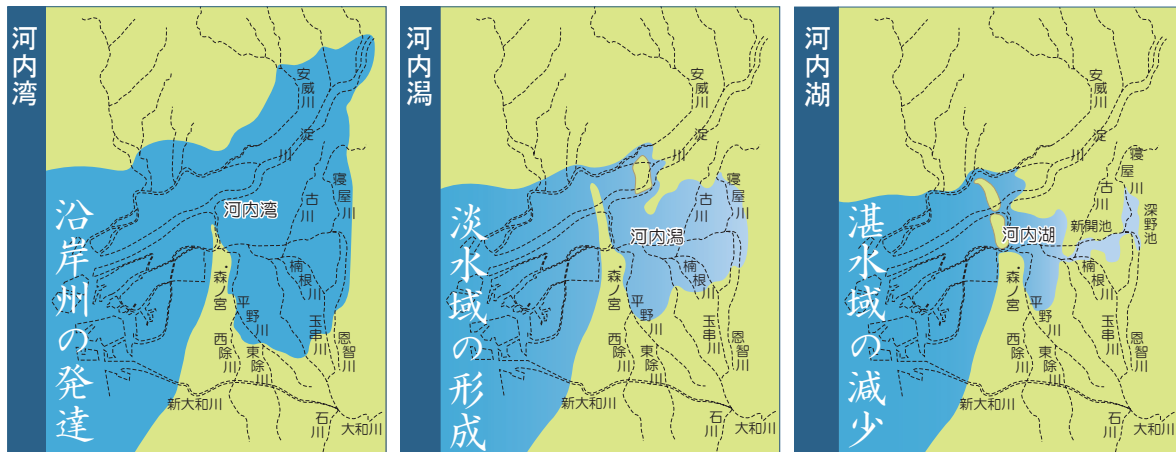 河内湾
安威川
淀川
寝屋川
古川
河内湾
沿岸州の発達
楠根川
・森ノ宮
平野川
恩智川
玉串川
東除川
西除川
新大和川
石川
大和川
河内潟
安威川
淀川
寝屋川
古川
河内潟
淡水域の形成
楠根川
・森ノ宮
平野川
恩智川
玉串川
東除川
西除川
新大和川
石川
大和川
河内湖
安威川
淀川
寝屋川
古川
深野池
新開池
河内湖
湛水域の減少
楠根川
・森ノ宮
平野川
恩智川
玉串川
東除川
西除川
新大和川
石川
大和川